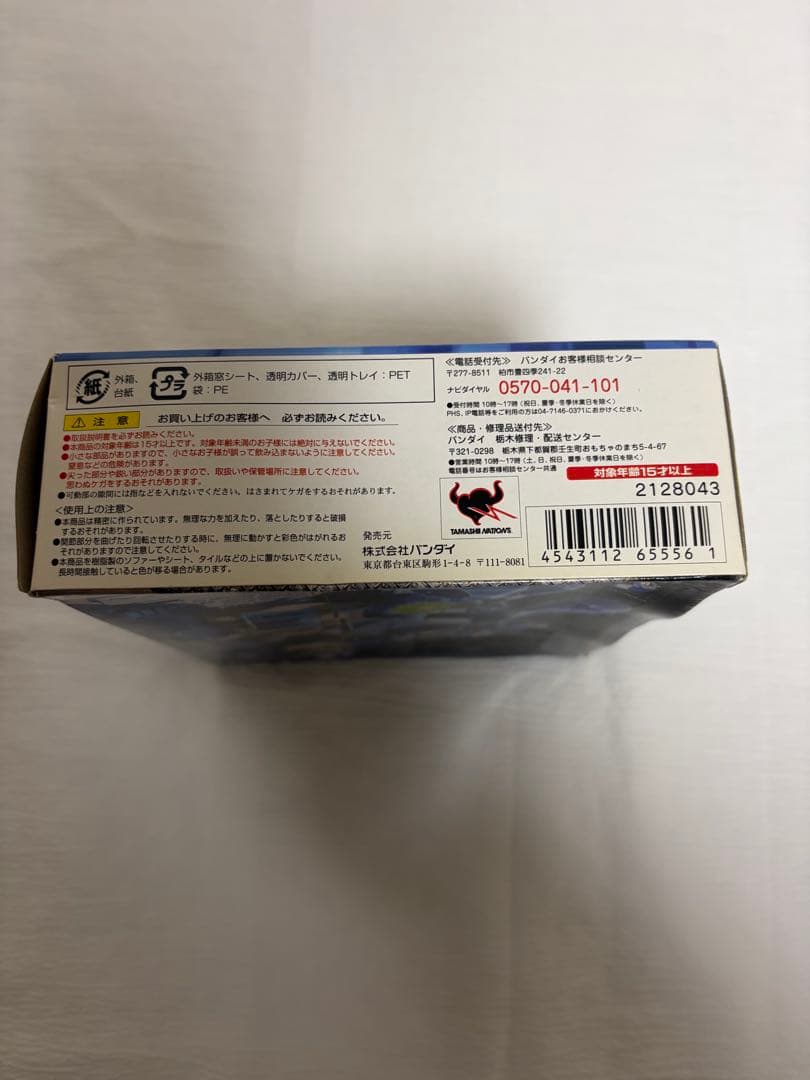 紙
外箱、
台紙
プラ
外箱窓シート、透明カバー、透明トレイ：PET
袋：PE
注 意
お買い上げのお客様へ 必ずお読みください。
●取扱説明書を必ずお読みください。
●本商品の対象年齢は15才以上です。対象年齢未満のお子様には絶対に与えないでください。
●小さな部品がありますので、小さなお子様が誤って飲み込まないように注意してください。
窒息などの危険があります。
●尖った部分や鋭い部分がありますので、取扱いや保管場所に注意してください。
思わぬケガをするおそれがあります。
●可動部の隙間には指などを入れないでください。はさまれてケガをするおそれがあります。
＜使用上の注意＞
●本商品は精密に作られています。無理な力を加えたり、落としたりすると破損
するおそれがあります。
●関節部分を曲げたり回転させたりする時に、無理に動かすと彩色がはがれるお
それがありますので注意してください。
●本商品を樹脂製のソファーやシート、タイルなどの上に置かないでください。
長時間接触していると色が移る場合があります。
発売元
株式会社バンダイ
東京都台東区駒形1-4-8 〒111-8081
≪電話受付先≫ バンダイお客様相談センター
〒277-8511 柏市豊四季241-22
ナビダイヤル 0570-041-101
●受付時間 10時〜17時（祝日、夏季・冬季休業日を除く）
PHS、IP電話等をご利用の方は04-7146-0371におかけください。
≪商品・修理品送付先≫
バンダイ 栃木修理・配送センター
〒321-0298 栃木県下都賀郡壬生町おもちゃのまち5-4-67
●営業時間 10時〜17時（土、日、祝日、夏季・冬季休業日を除く）
電話番号はお客様相談センター共通
対象年齢15才以上
2128043
TAMASHII NATIONS
4543112 655561